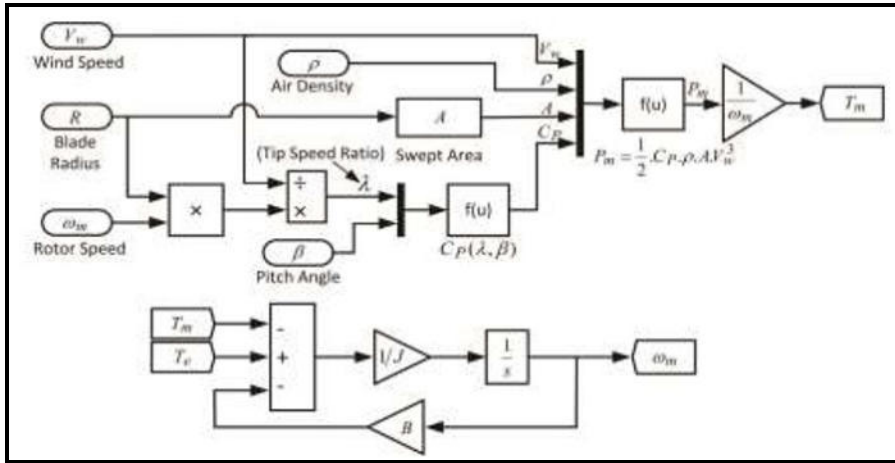 V_w
Wind Speed
ρ
Air Density
R
Blade
Radius
ω_m
Rotor Speed
×
(Tip Speed Ratio)
÷
×
λ
A
Swept Area
β
Pitch Angle
f(u)
C_P(λ,β)
V_w
ρ
A
C_P
f(u)
P_m
P_m = 1/2 .C_P.ρ.A.V_w^3
1/ω_m
T_m
T_m
T_e
-
+
-
1/J
1/s
ω_m
B